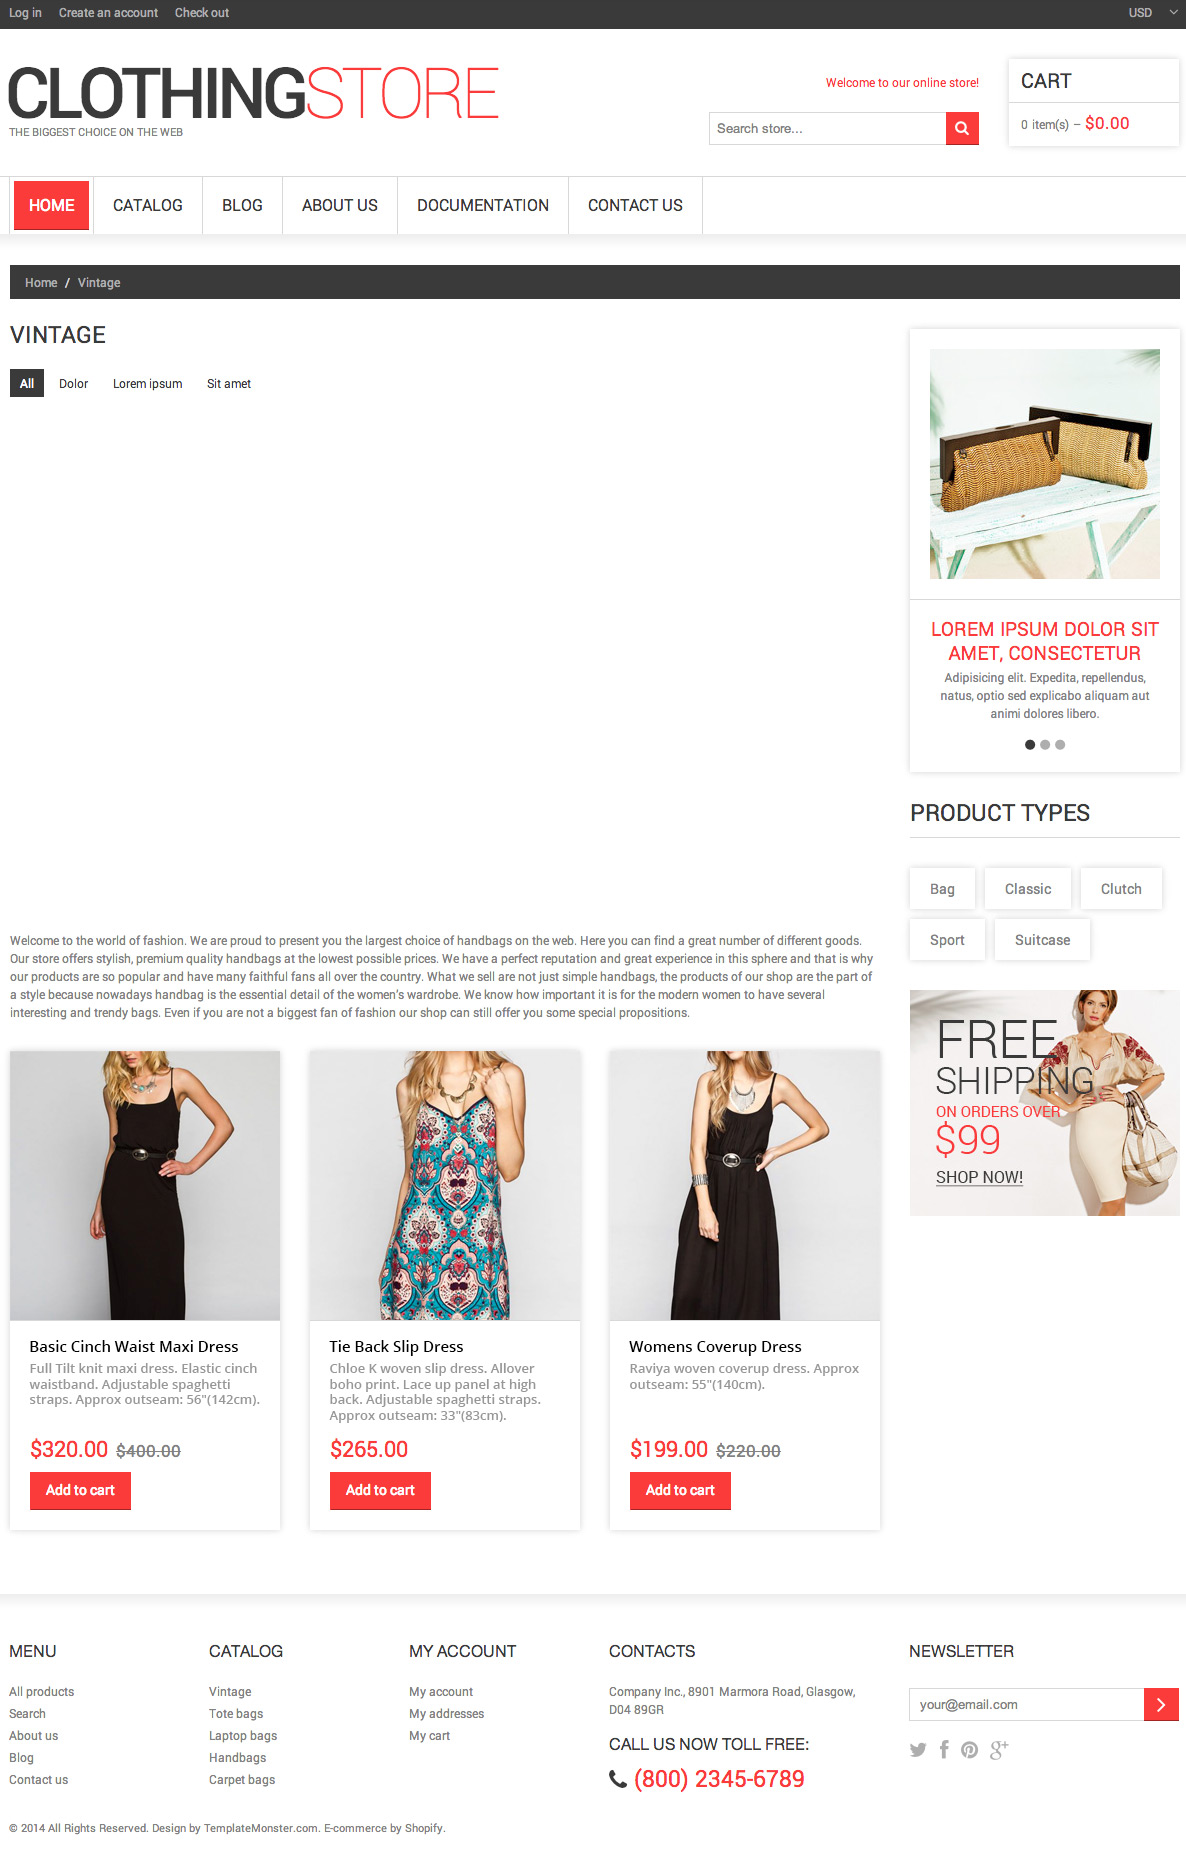 Log in Create an account Check out USD
CLOTHINGSTORE
THE BIGGEST CHOICE ON THE WEB
Welcome to our online store!
Search store...
CART
0 item(s) – $0.00
HOME CATALOG BLOG ABOUT US DOCUMENTATION CONTACT US
Home / Vintage
VINTAGE
All Dolor Lorem ipsum Sit amet
LOREM IPSUM DOLOR SIT
AMET, CONSECTETUR
Adipisicing elit. Expedita, repellendus,
natus, optio sed explicabo aliquam aut
animi dolores libero.
PRODUCT TYPES
Bag Classic Clutch
Sport Suitcase
FREE
SHIPPING
ON ORDERS OVER
$99
SHOP NOW!
Welcome to the world of fashion. We are proud to present you the largest choice of handbags on the web. Here you can find a great number of different goods.
Our store offers stylish, premium quality handbags at the lowest possible prices. We have a perfect reputation and great experience in this sphere and that is why
our products are so popular and have many faithful fans all over the country. What we sell are not just simple handbags, the products of our shop are the part of
a style because nowadays handbag is the essential detail of the women's wardrobe. We know how important it is for the modern women to have several
interesting and trendy bags. Even if you are not a biggest fan of fashion our shop can still offer you some special propositions.
Basic Cinch Waist Maxi Dress
Full Tilt knit maxi dress. Elastic cinch
waistband. Adjustable spaghetti
straps. Approx outseam: 56"(142cm).
$320.00 $400.00
Add to cart
Tie Back Slip Dress
Chloe K woven slip dress. Allover
boho print. Lace up panel at high
back. Adjustable spaghetti straps.
Approx outseam: 33"(83cm).
$265.00
Add to cart
Womens Coverup Dress
Raviya woven coverup dress. Approx
outseam: 55"(140cm).
$199.00 $220.00
Add to cart
MENU
All products
Search
About us
Blog
Contact us
CATALOG
Vintage
Tote bags
Laptop bags
Handbags
Carpet bags
MY ACCOUNT
My account
My addresses
My cart
CONTACTS
Company Inc., 8901 Marmora Road, Glasgow,
D04 89GR
CALL US NOW TOLL FREE:
(800) 2345-6789
NEWSLETTER
your@email.com
© 2014 All Rights Reserved. Design by TemplateMonster.com. E-commerce by Shopify.